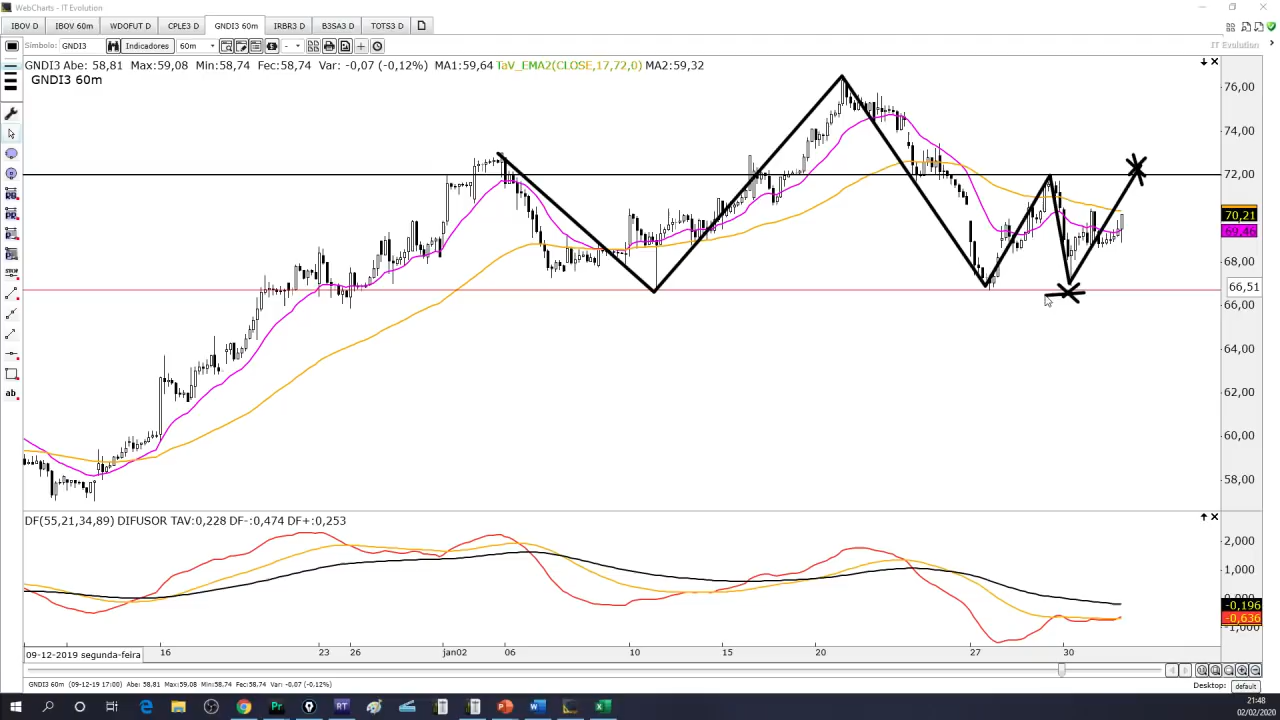 WebCharts - IT Evolution
IBOV D IBOV 60m WDOFUT D CPLE3 D GNDI3 60m IRBR3 D B3SA3 D TOTS3 D
Símbolo: GNDI3 Indicadores 60m - IT Evolution
GNDI3 Abe: 58,81 Max:59,08 Min:58,74 Fec:58,74 Var: -0,07 (-0,12%) MA1:59,64 TaV_EMA2(CLOSE,17,72,0) MA2:59,32
GNDI3 60m
76,00
74,00
72,00
70,21
69,46
68,00
66,51
66,00
64,00
62,00
60,00
58,00
ab
DF(55,21,34,89) DIFUSOR TAV:0,228 DF-:0,474 DF+:0,253
2,000
1,000
0,000
-0,196
-0,636
-1,000
09-12-2019 segunda-feira 16 23 26 jan02 06 10 15 20 27 30
GNDI3 60m (09-12-19 17:00) Abe: 58,81 Max:59,08 Min:58,74 Fec:58,74 Var: -0,07 (-0,12%)
Desktop: default
21:48
02/02/2020